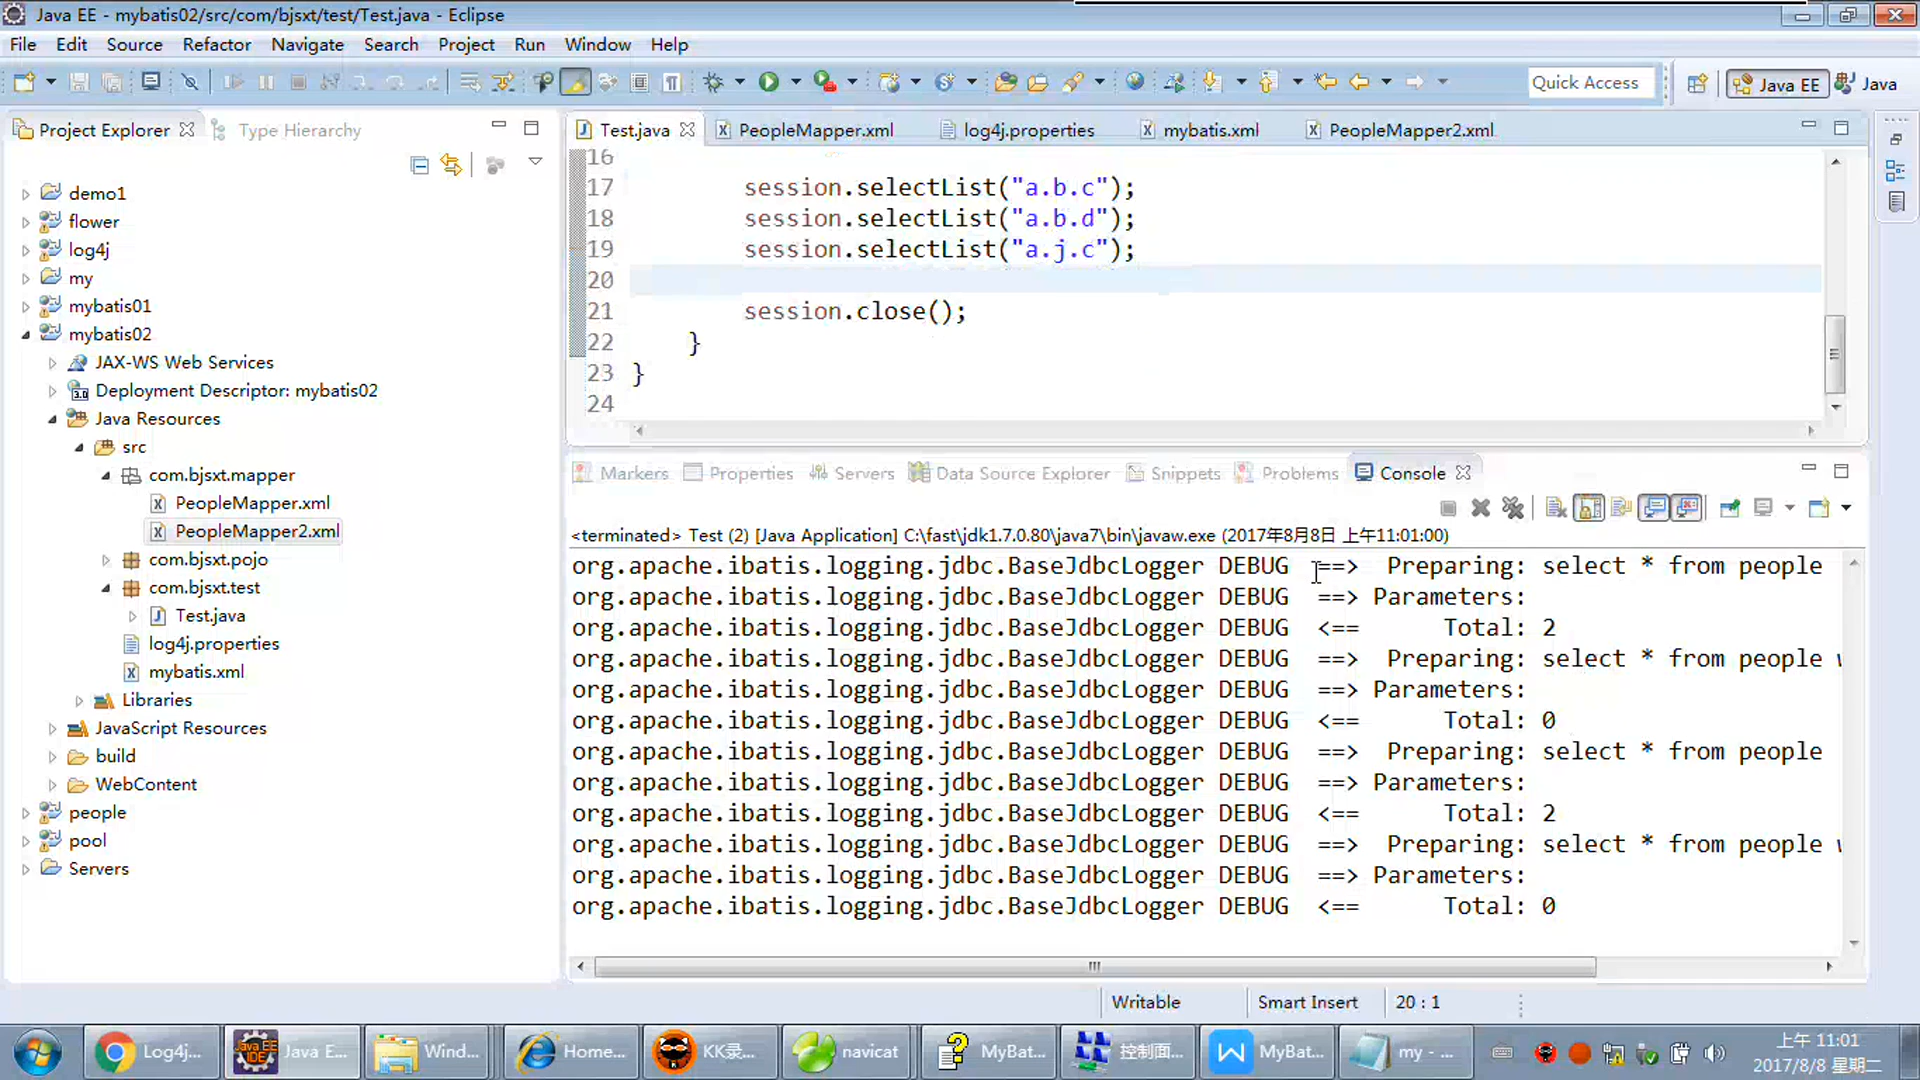 Java EE - mybatis02/src/com/bjsxt/test/Test.java - Eclipse
File Edit Source Refactor Navigate Search Project Run Window Help
Quick Access Java EE Java
Project Explorer Type Hierarchy
demo1
flower
log4j
my
mybatis01
mybatis02
JAX-WS Web Services
Deployment Descriptor: mybatis02
Java Resources
src
com.bjsxt.mapper
PeopleMapper.xml
PeopleMapper2.xml
com.bjsxt.pojo
com.bjsxt.test
Test.java
log4j.properties
mybatis.xml
Libraries
JavaScript Resources
build
WebContent
people
pool
Servers
Test.java PeopleMapper.xml log4j.properties mybatis.xml PeopleMapper2.xml
16
17 session.selectList("a.b.c");
18 session.selectList("a.b.d");
19 session.selectList("a.j.c");
20
21 session.close();
22 }
23 }
24
Markers Properties Servers Data Source Explorer Snippets Problems Console
<terminated> Test (2) [Java Application] C:\fast\jdk1.7.0.80\java7\bin\javaw.exe (2017年8月8日 上午11:01:00)
org.apache.ibatis.logging.jdbc.BaseJdbcLogger DEBUG ==> Preparing: select * from people
org.apache.ibatis.logging.jdbc.BaseJdbcLogger DEBUG ==> Parameters:
org.apache.ibatis.logging.jdbc.BaseJdbcLogger DEBUG <== Total: 2
org.apache.ibatis.logging.jdbc.BaseJdbcLogger DEBUG ==> Preparing: select * from people
org.apache.ibatis.logging.jdbc.BaseJdbcLogger DEBUG ==> Parameters:
org.apache.ibatis.logging.jdbc.BaseJdbcLogger DEBUG <== Total: 0
org.apache.ibatis.logging.jdbc.BaseJdbcLogger DEBUG ==> Preparing: select * from people
org.apache.ibatis.logging.jdbc.BaseJdbcLogger DEBUG ==> Parameters:
org.apache.ibatis.logging.jdbc.BaseJdbcLogger DEBUG <== Total: 2
org.apache.ibatis.logging.jdbc.BaseJdbcLogger DEBUG ==> Preparing: select * from people
org.apache.ibatis.logging.jdbc.BaseJdbcLogger DEBUG ==> Parameters:
org.apache.ibatis.logging.jdbc.BaseJdbcLogger DEBUG <== Total: 0
Writable Smart Insert 20 : 1
Log4j... Java E... Wind... Home... KK录... navicat MyBat... 控制面... MyBat... my - ...
上午 11:01
2017/8/8 星期二